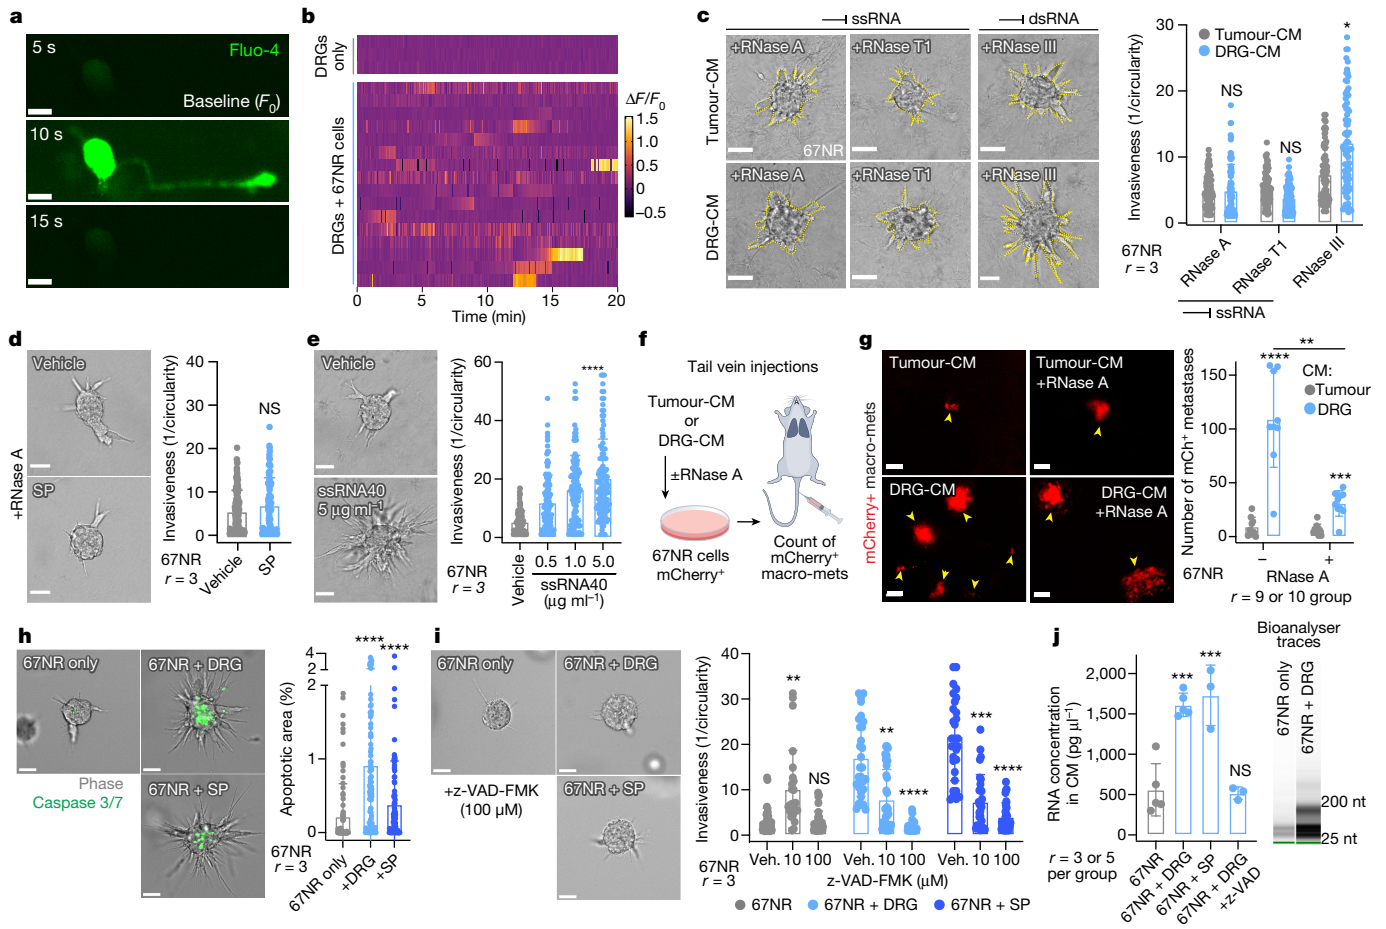 a
5 s
Fluo-4
Baseline (F0)
10 s
15 s
b
DRGs only
DRGs + 67NR cells
ΔF/F0
1.5
1.0
0.5
0
−0.5
0 5 10 15 20
Time (min)
c
ssRNA
dsRNA
+RNase A
+RNase T1
+RNase III
Tumour-CM
67NR
+RNase A
+RNase T1
+RNase III
DRG-CM
Invasiveness (1/circularity)
30
20
10
0
Tumour-CM
DRG-CM
NS
NS
*
67NR
r = 3
RNase A
RNase T1
RNase III
ssRNA
d
Vehicle
SP
+RNase A
Invasiveness (1/circularity)
40
30
20
10
0
NS
67NR
r = 3
Vehicle
SP
e
Vehicle
ssRNA40
5 μg ml−1
Invasiveness (1/circularity)
60
40
20
0
****
67NR
r = 3
Vehicle
0.5 1.0 5.0
ssRNA40
(μg ml−1)
f
Tail vein injections
Tumour-CM
or
DRG-CM
±RNase A
67NR cells
mCherry+
Count of
mCherry+
macro-mets
g
mCherry+ macro-mets
Tumour-CM
Tumour-CM
+RNase A
DRG-CM
DRG-CM
+RNase A
Number of mCh+ metastases
150
100
50
0
**
****
***
CM:
Tumour
DRG
67NR
− +
RNase A
r = 9 or 10 group
h
67NR only
67NR + DRG
67NR + SP
Phase
Caspase 3/7
Apoptotic area (%)
4
2
2
1
0
****
****
67NR
r = 3
67NR only
+DRG
+SP
i
67NR only
67NR + DRG
+z-VAD-FMK
(100 μM)
67NR + SP
Invasiveness (1/circularity)
40
30
20
10
0
**
NS
**
****
***
****
67NR
r = 3
Veh. 10 100
Veh. 10 100
Veh. 10 100
z-VAD-FMK (μM)
67NR
67NR + DRG
67NR + SP
j
RNA concentration
in CM (pg μl−1)
2,000
1,500
1,000
500
0
***
***
NS
r = 3 or 5
per group
67NR
67NR + DRG
67NR + SP
67NR + DRG
+z-VAD
Bioanalyser
traces
67NR only
67NR + DRG
200 nt
25 nt